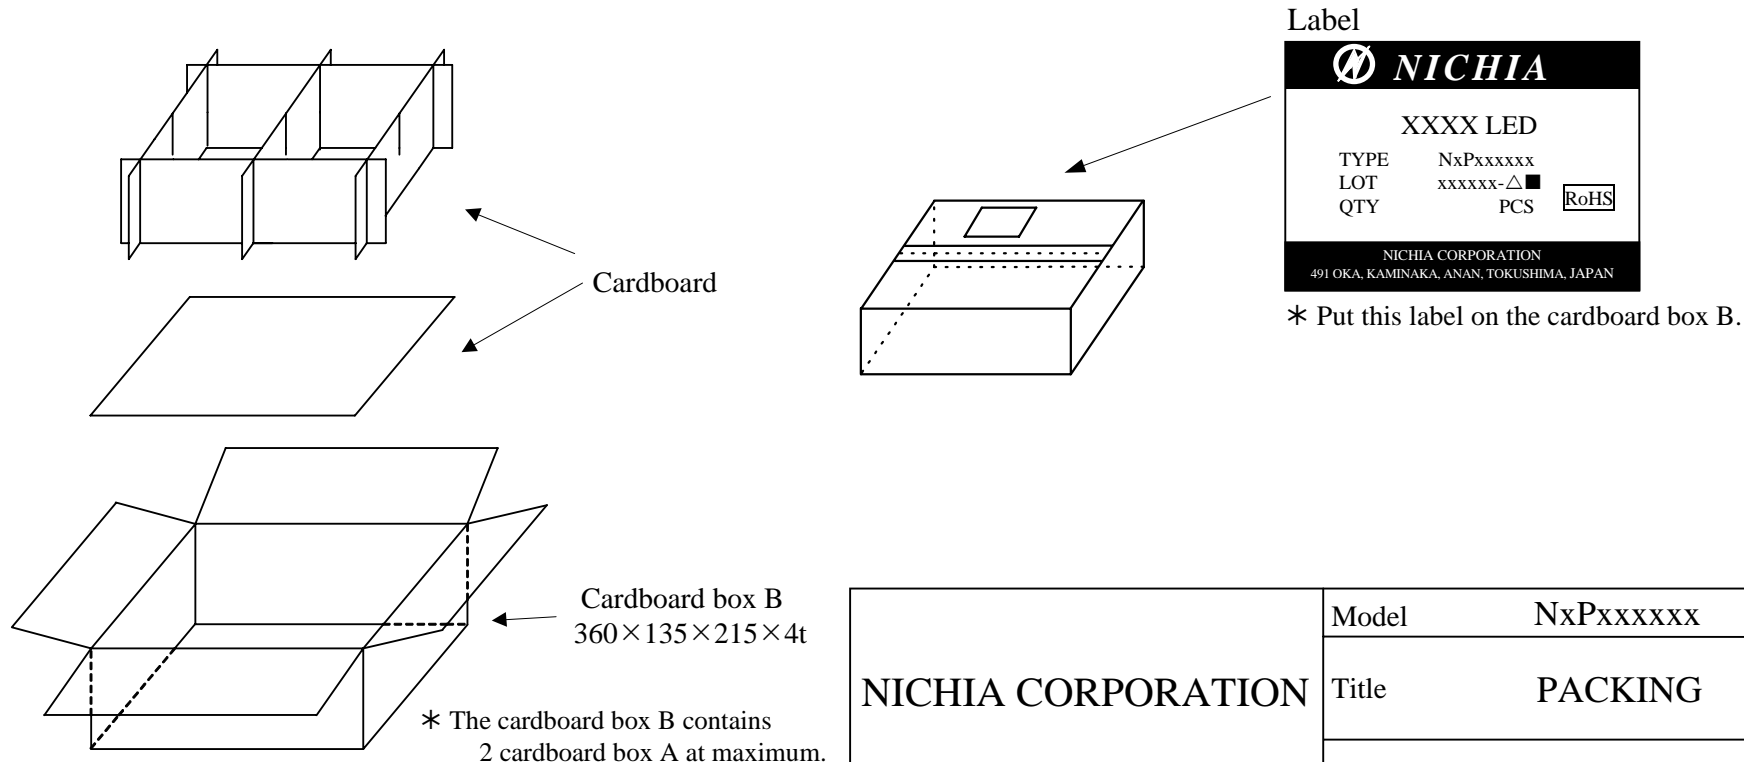 Label
NICHIA
XXXX LED
TYPE NxPxxxxxx
LOT xxxxxx-△■
QTY PCS
RoHS
NICHIA CORPORATION
491 OKA, KAMINAKA, ANAN, TOKUSHIMA, JAPAN
* Put this label on the cardboard box B.
Cardboard
Cardboard box B
360×135×215×4t
* The cardboard box B contains
2 cardboard box A at maximum.
NICHIA CORPORATION
Model NxPxxxxxx
Title PACKING